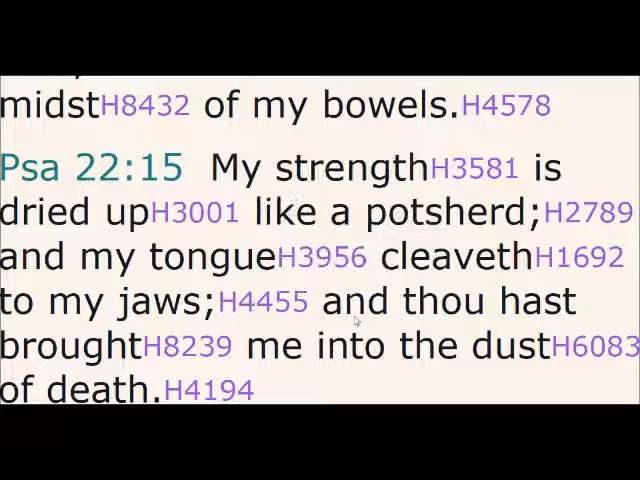 midstH8432 of my bowels.H4578
Psa 22:15 My strengthH3581 is
dried upH3001 like a potsherd;H2789
and my tongueH3956 cleavethH1692
to my jaws;H4455 and thou hast
broughtH8239 me into the dustH6083
of death.H4194